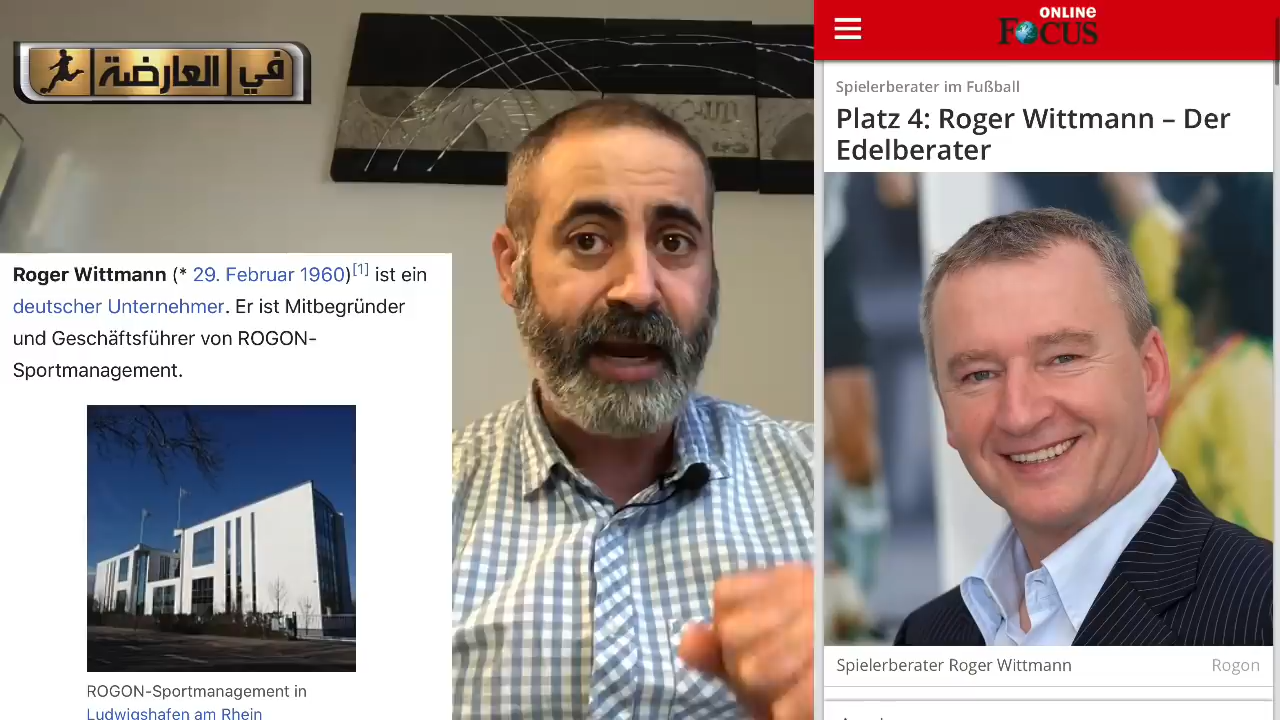 في العارضة
Roger Wittmann (* 29. Februar 1960)[1] ist ein
deutscher Unternehmer. Er ist Mitbegründer
und Geschäftsführer von ROGON-
Sportmanagement.
ROGON-Sportmanagement in
Ludwigshafen am Rhein
ONLINE
FOCUS
Spielerberater im Fußball
Platz 4: Roger Wittmann – Der
Edelberater
Spielerberater Roger Wittmann
Rogon